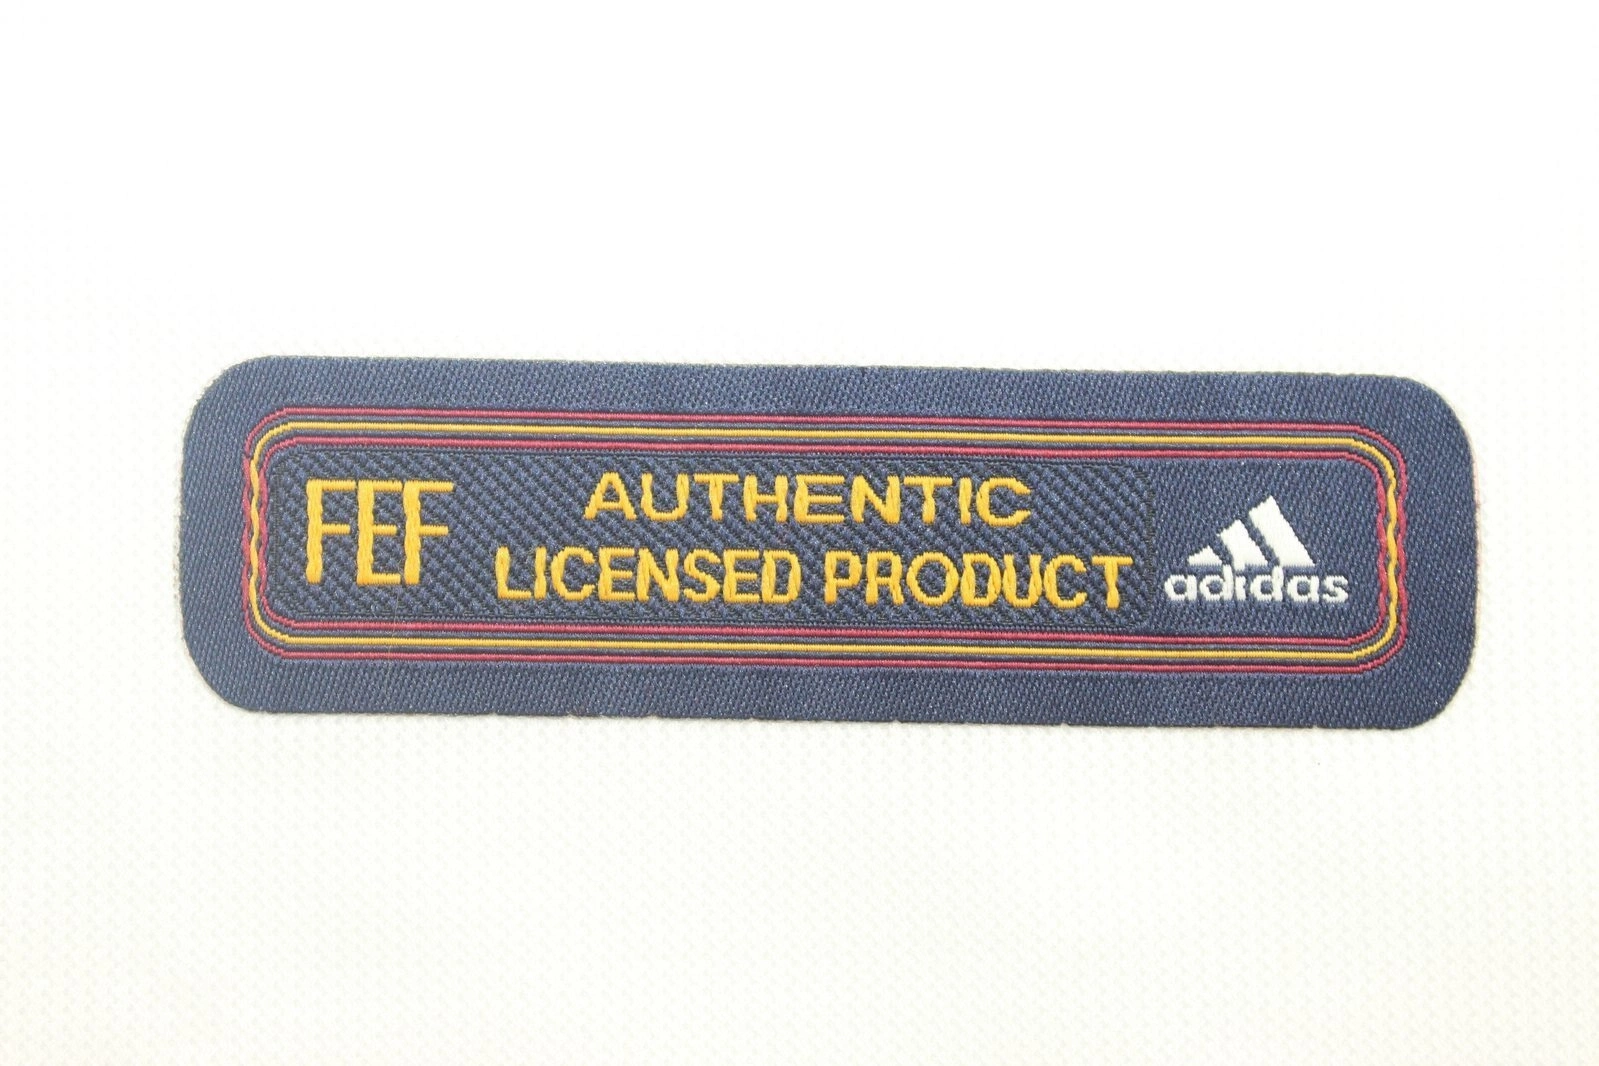 FEF
AUTHENTIC
LICENSED PRODUCT
adidas